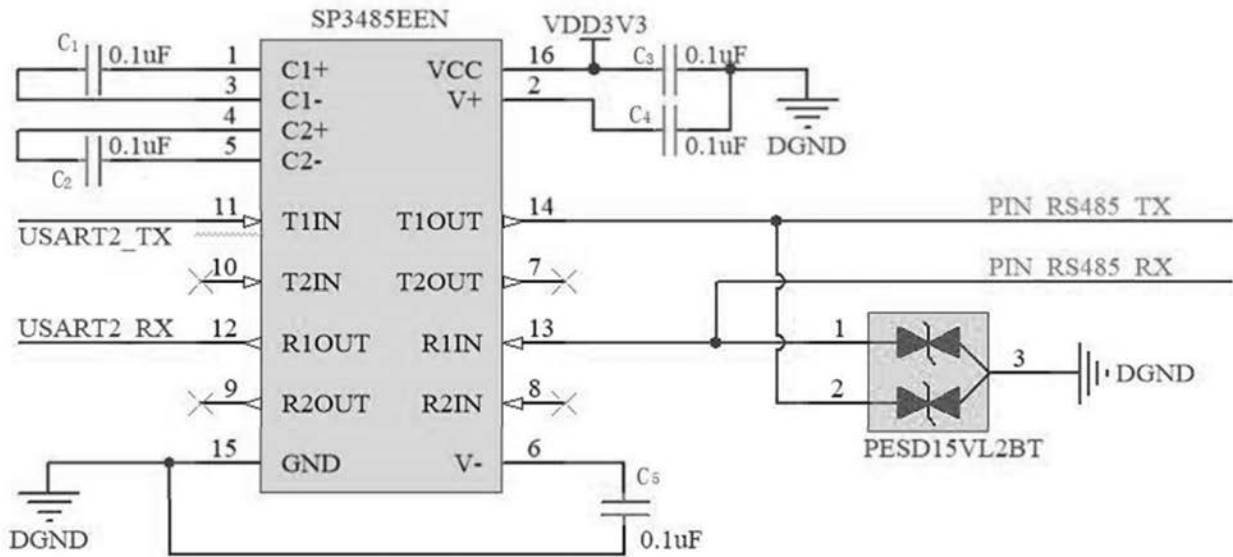 SP3485EEN
VDD3V3
C1 0.1uF 1 C1+ VCC 16 C3 0.1uF
3 C1- V+ 2
4 C2+ C4 0.1uF DGND
C2 0.1uF 5 C2-
11 T1IN T1OUT 14 PIN RS485 TX
USART2_TX
10 T2IN T2OUT 7 PIN RS485 RX
USART2 RX 12 R1OUT R1IN 13 1
3 DGND
9 R2OUT R2IN 8 2
PESD15VL2BT
15 GND V- 6
C5
DGND 0.1uF